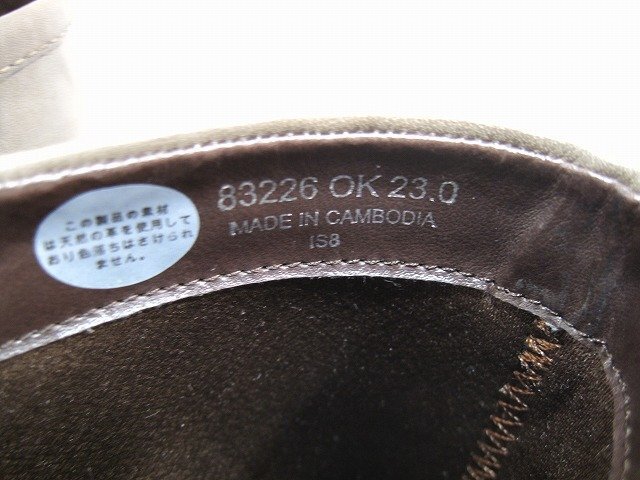 83226 OK 23.0
MADE IN CAMBODIA
IS8
この製品の素材
は天然の革を使用して
おり色落ちはさけられ
ません。